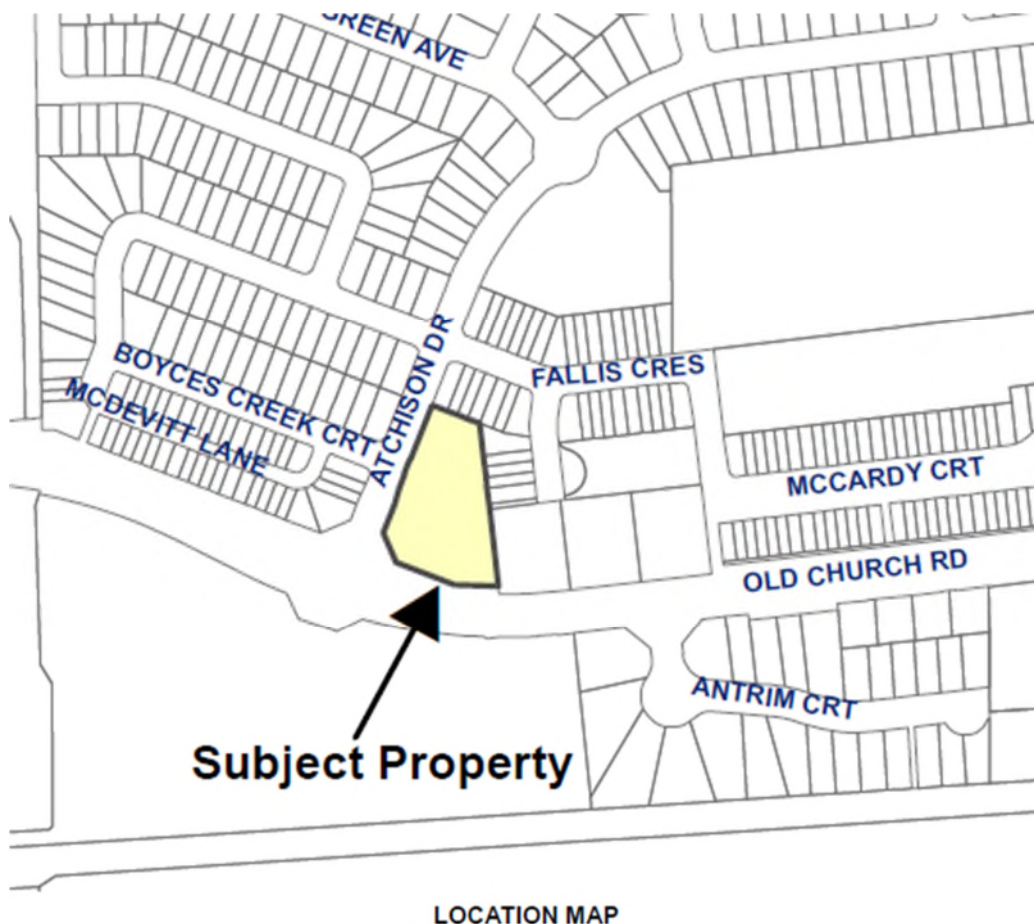 GREEN AVE
ATCHISON DR
BOYCES CREEK CRT
MCDEVITT LANE
FALLIS CRES
MCCARDY CRT
OLD CHURCH RD
ANTRIM CRT
Subject Property
LOCATION MAP